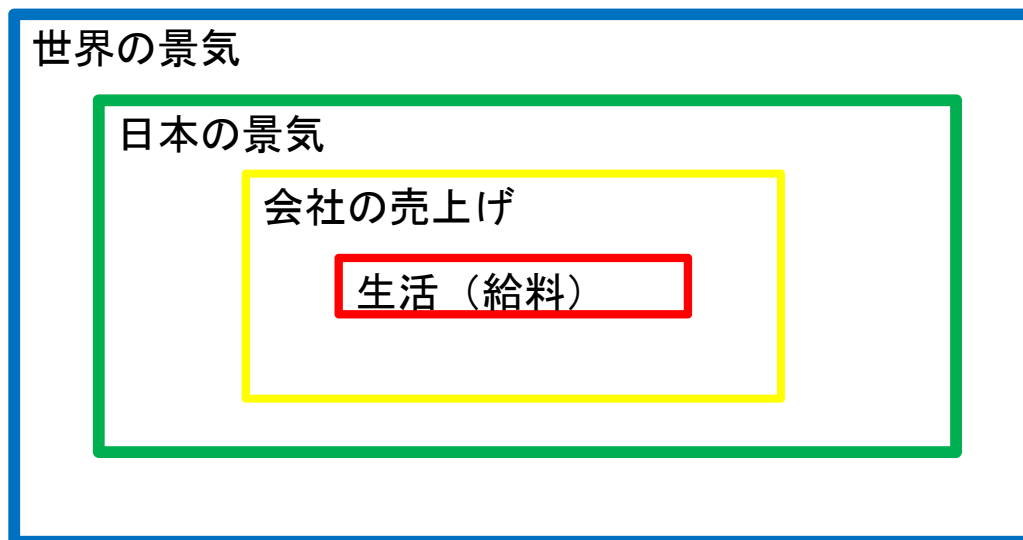 世界の景気
日本の景気
会社の売上げ
生活（給料）